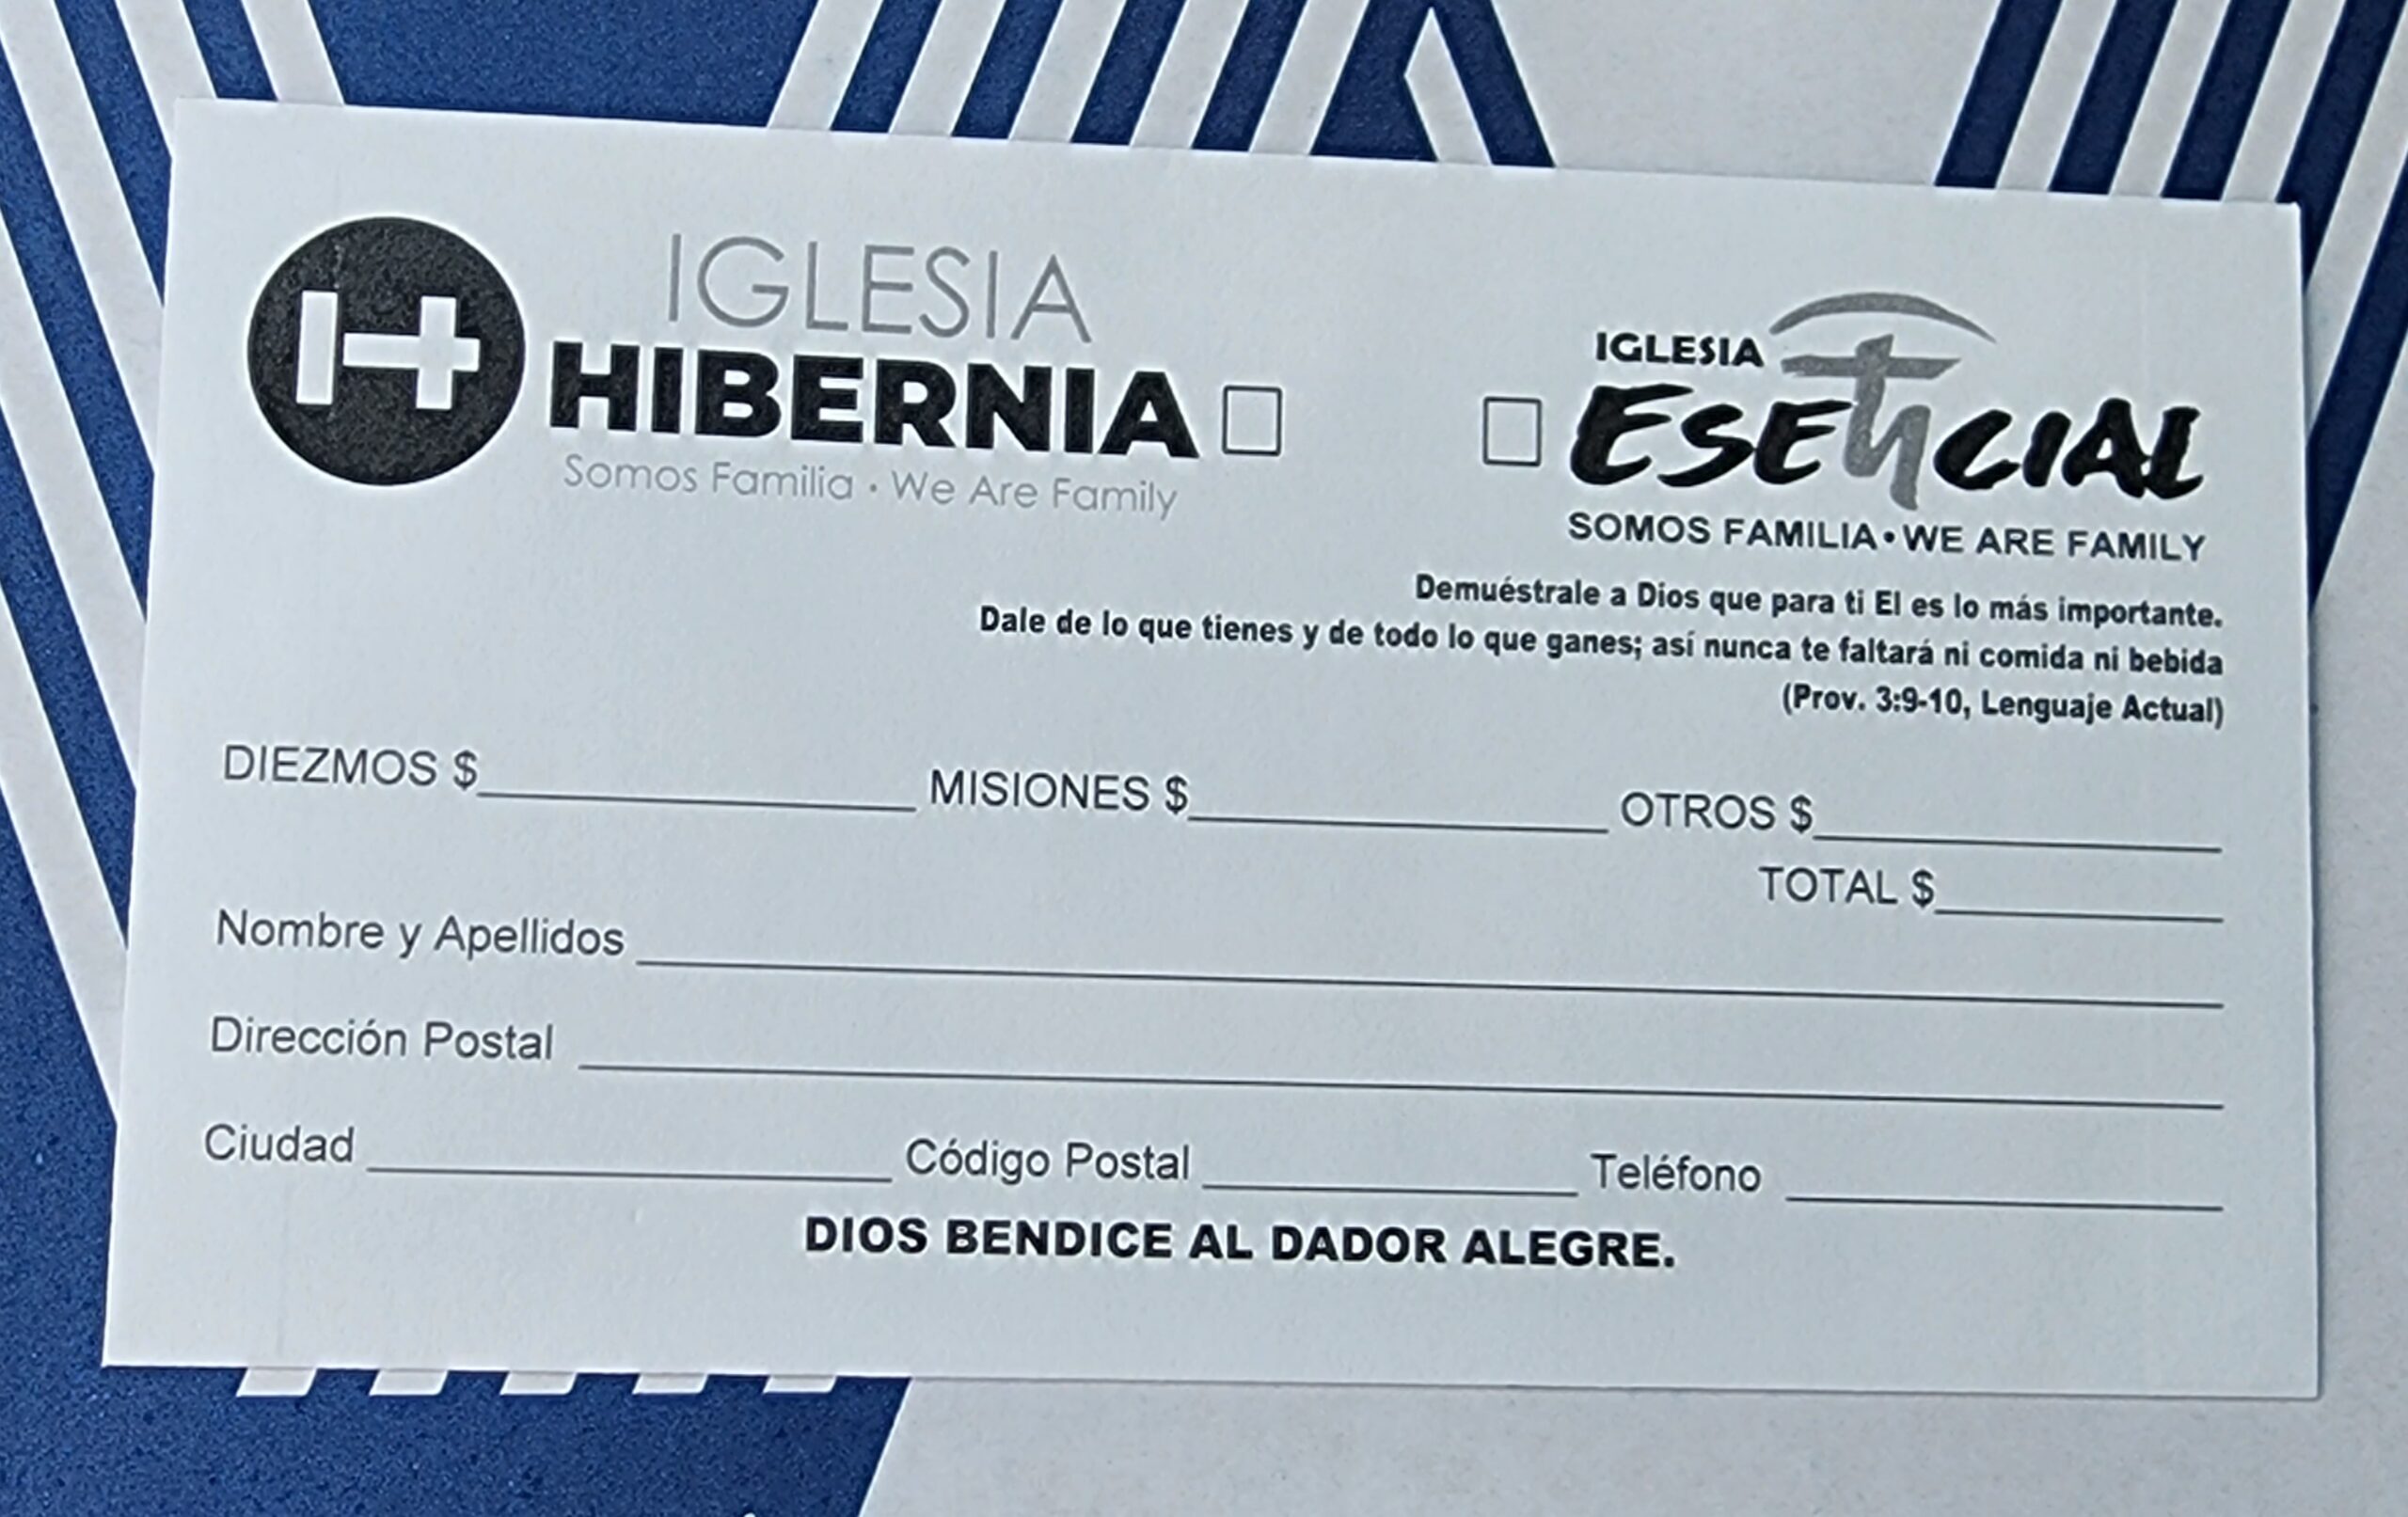 IGLESIA
HIBERNIA
Somos Familia • We Are Family
IGLESIA
ESENCIAL
SOMOS FAMILIA • WE ARE FAMILY
Demuéstrale a Dios que para ti El es lo más importante.
Dale de lo que tienes y de todo lo que ganes; así nunca te faltará ni comida ni bebida
(Prov. 3:9-10, Lenguaje Actual)
DIEZMOS $ MISIONES $ OTROS $
TOTAL $
Nombre y Apellidos
Dirección Postal
Ciudad Código Postal Teléfono
DIOS BENDICE AL DADOR ALEGRE.